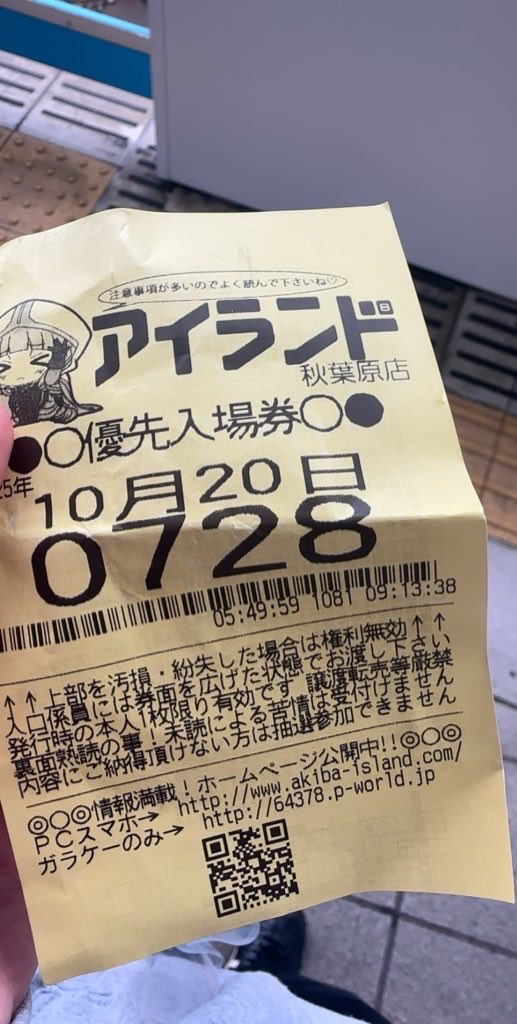 注意事項が多いのでよく読んで下さいね♡
アイランド
秋葉原店
●○優先入場券○●
25年
10月20日
0728
05:49:59 1081 09:13:38
↑↑上部を汚損・紛失した場合は権利無効↑↑
入口係員には券面を広げた状態でお渡し下さい
発行時の本人1枚限り有効です 譲渡転売等厳禁
裏面熟読の事!未読による苦情は受付けません
内容にご納得頂けない方は抽選参加できません
◎○◎情報満載!ホームページ公開中!!◎○◎
PCスマホ→ http://www.akiba-island.com/
ガラケーのみ→ http://64378.p-world.jp